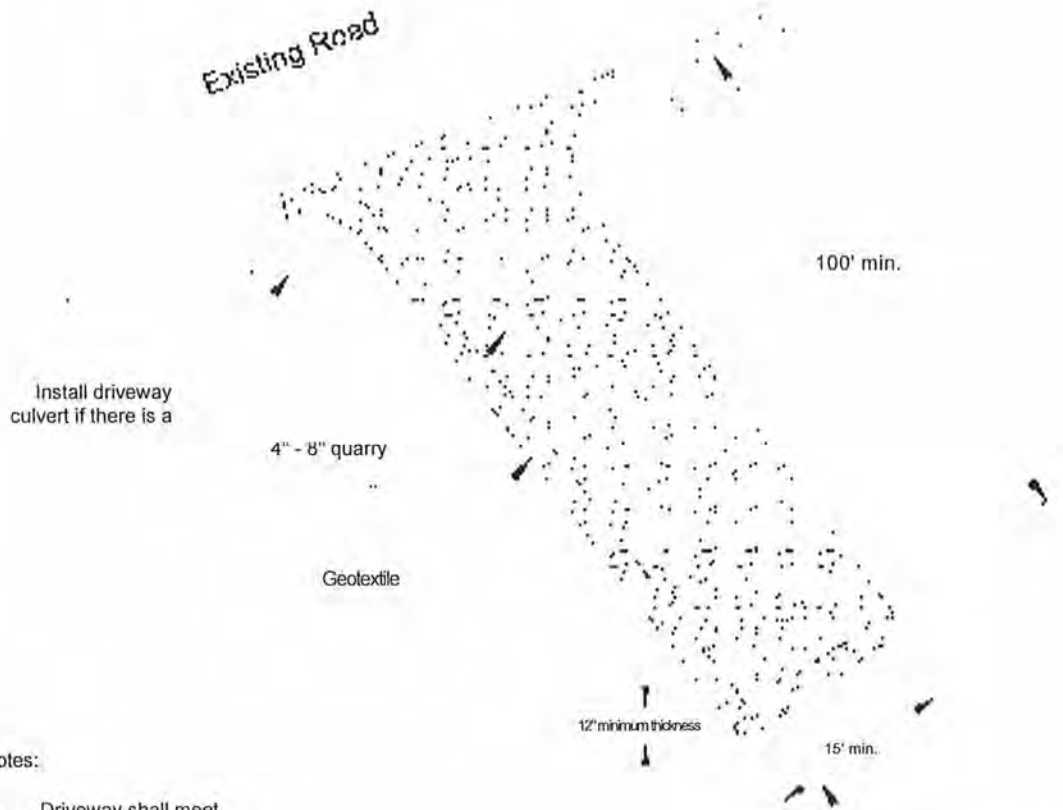 Existing Road
100' min.
Install driveway
culvert if there is a
4" - 8" quarry
Geotextile
12" minimum thickness
15' min.
otes:
Driveway shall meet